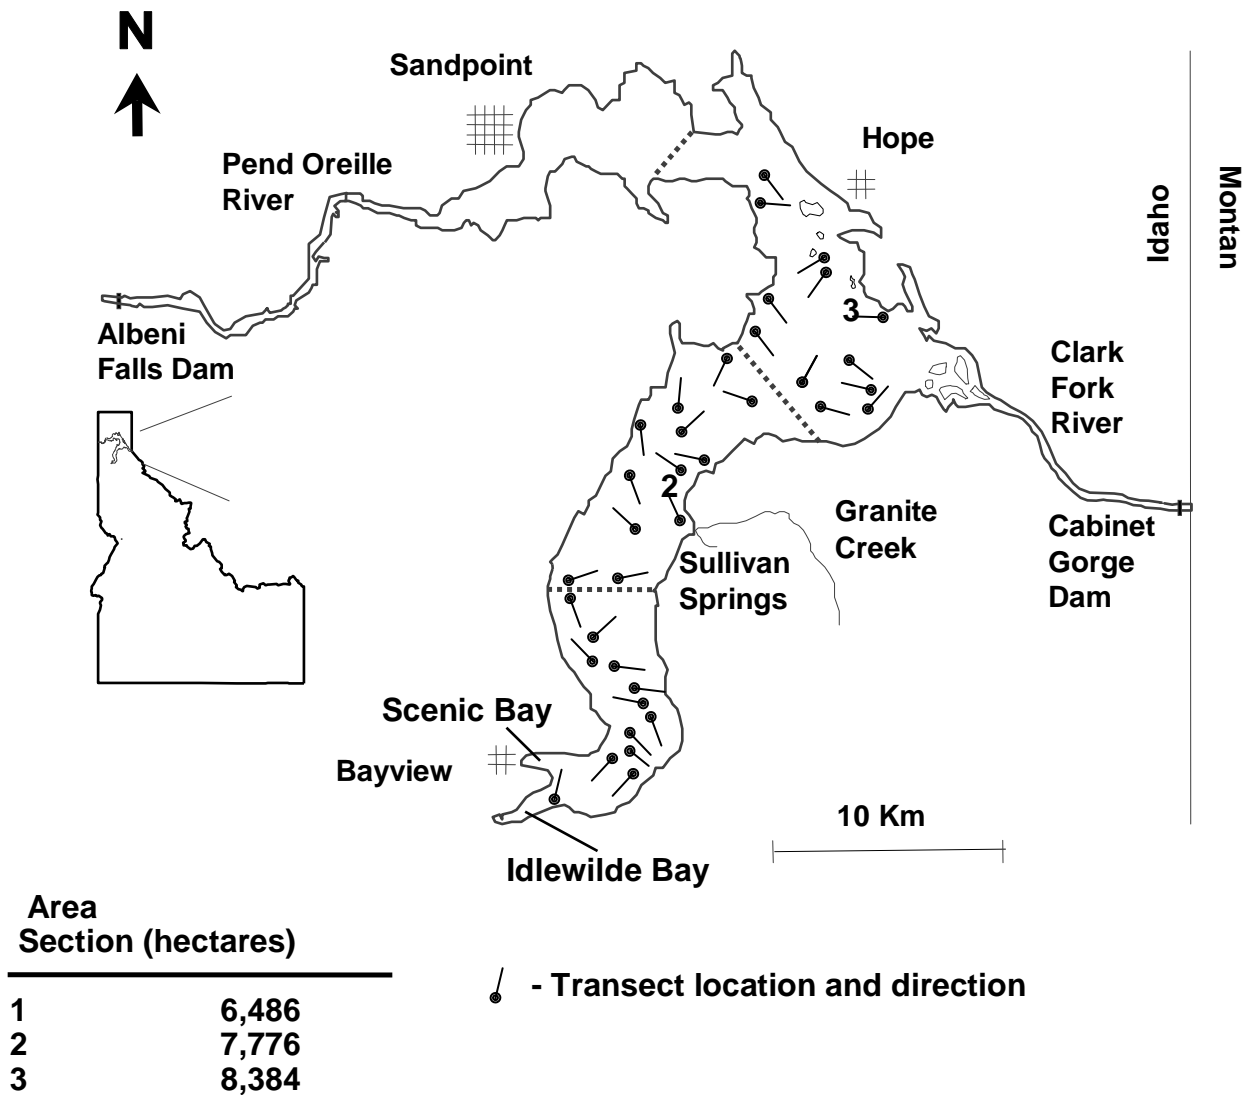 N
Sandpoint
Hope
Pend Oreille
River
Idaho
Montan
Albeni
Falls Dam
3
Clark
Fork
River
2
Granite
Creek
Cabinet
Gorge
Dam
Sullivan
Springs
Scenic Bay
Bayview
10 Km
Idlewilde Bay
Area
Section (hectares)
1 6,486
2 7,776
3 8,384
- Transect location and direction